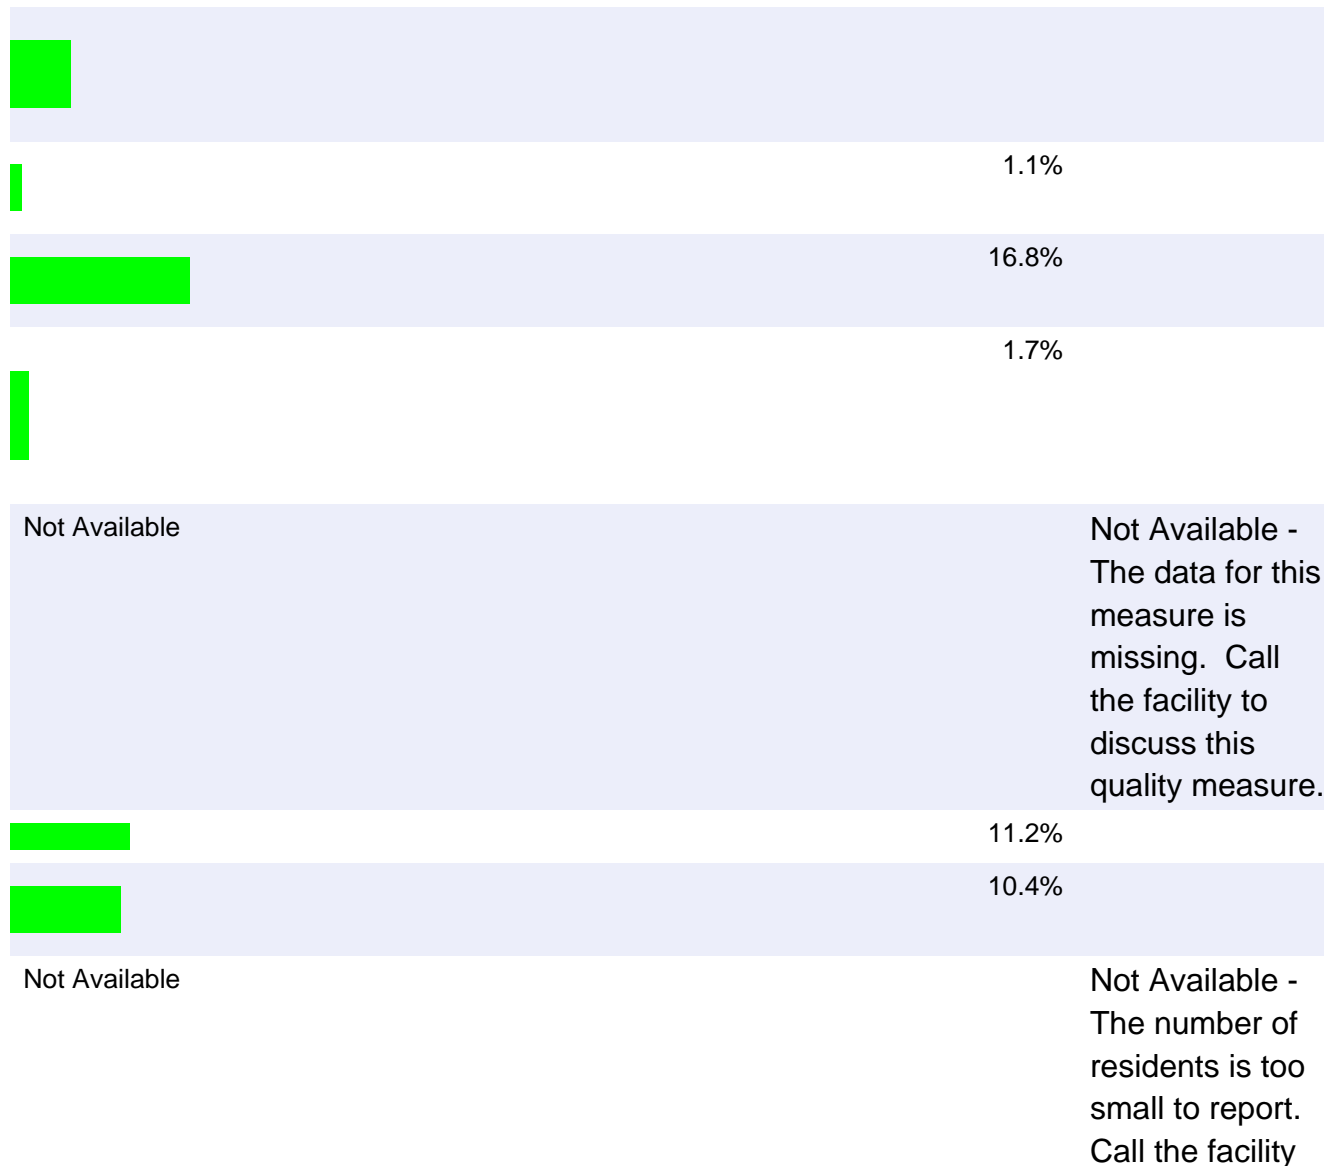 1.1%
16.8%
1.7%
Not Available
Not Available -
The data for this
measure is
missing.  Call
the facility to
discuss this
quality measure.
11.2%
10.4%
Not Available
Not Available -
The number of
residents is too
small to report.
Call the facility